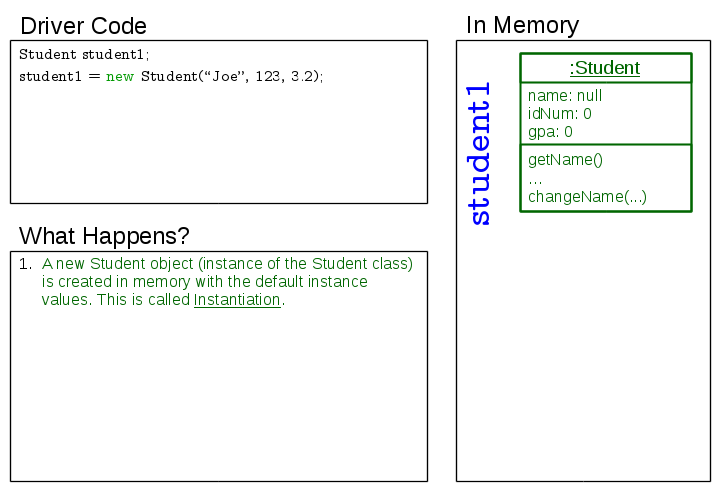 Driver Code
Student student1;
student1 = new Student(“Joe”, 123, 3.2);
What Happens?
1. A new Student object (instance of the Student class)
is created in memory with the default instance
values. This is called Instantiation.
In Memory
student1
:Student
name: null
idNum: 0
gpa: 0
getName()
...
changeName(...)